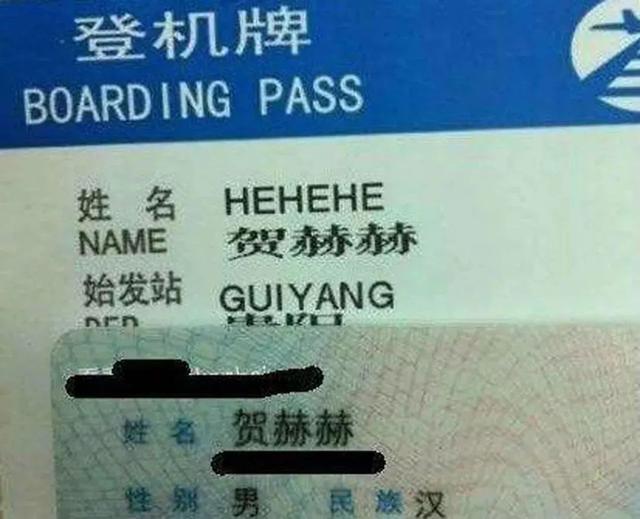 登机牌
BOARDING PASS
姓 名 HEHEHE
NAME 贺赫赫
始发站 GUIYANG
姓 名 贺赫赫
性 别 男 民 族 汉